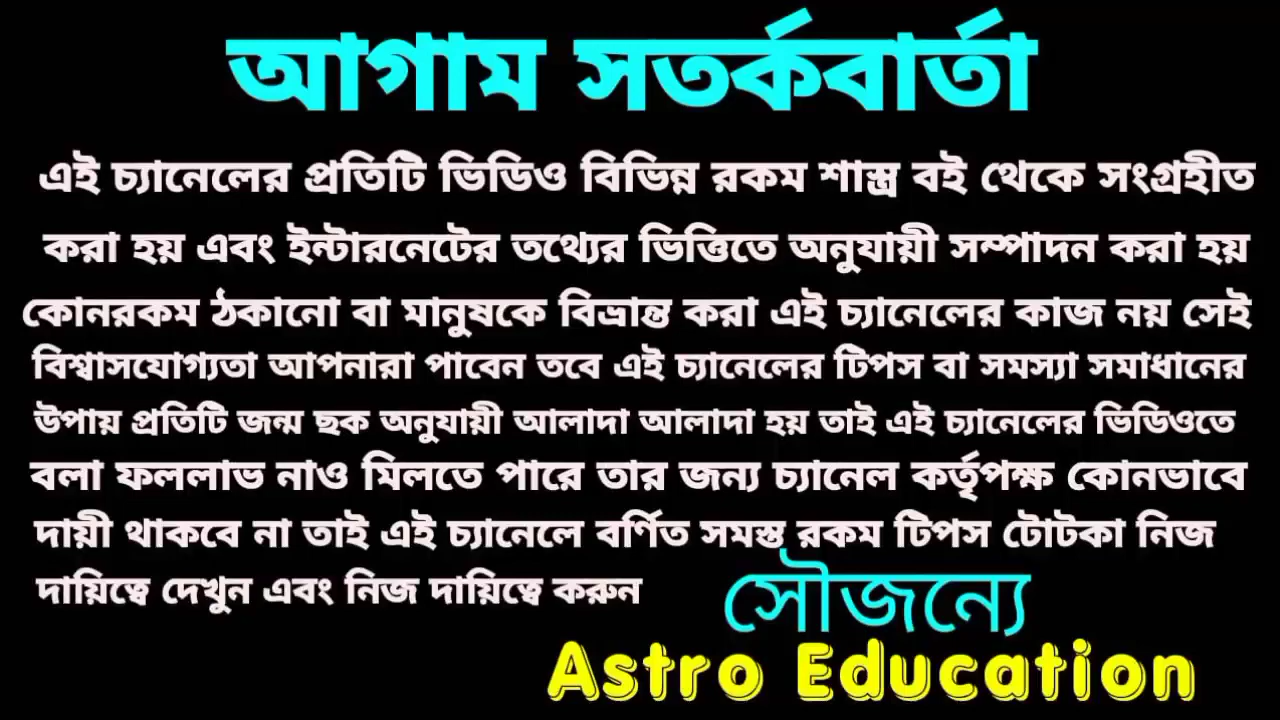 আগাম সতর্কবার্তা
এই চ্যানেলের প্রতিটি ভিডিও বিভিন্ন রকম শাস্ত্র বই থেকে সংগ্রহীত
করা হয় এবং ইন্টারনেটের তথ্যের ভিত্তিতে অনুযায়ী সম্পাদন করা হয়
কোনরকম ঠকানো বা মানুষকে বিভ্রান্ত করা এই চ্যানেলের কাজ নয় সেই
বিশ্বাসযোগ্যতা আপনারা পাবেন তবে এই চ্যানেলের টিপস বা সমস্যা সমাধানের
উপায় প্রতিটি জন্ম ছক অনুযায়ী আলাদা আলাদা হয় তাই এই চ্যানেলের ভিডিওতে
বলা ফললাভ নাও মিলতে পারে তার জন্য চ্যানেল কর্তৃপক্ষ কোনভাবে
দায়ী থাকবে না তাই এই চ্যানেলে বর্ণিত সমস্ত রকম টিপস টোটকা নিজ
দায়িত্বে দেখুন এবং নিজ দায়িত্বে করুন
সৌজন্যে
Astro Education